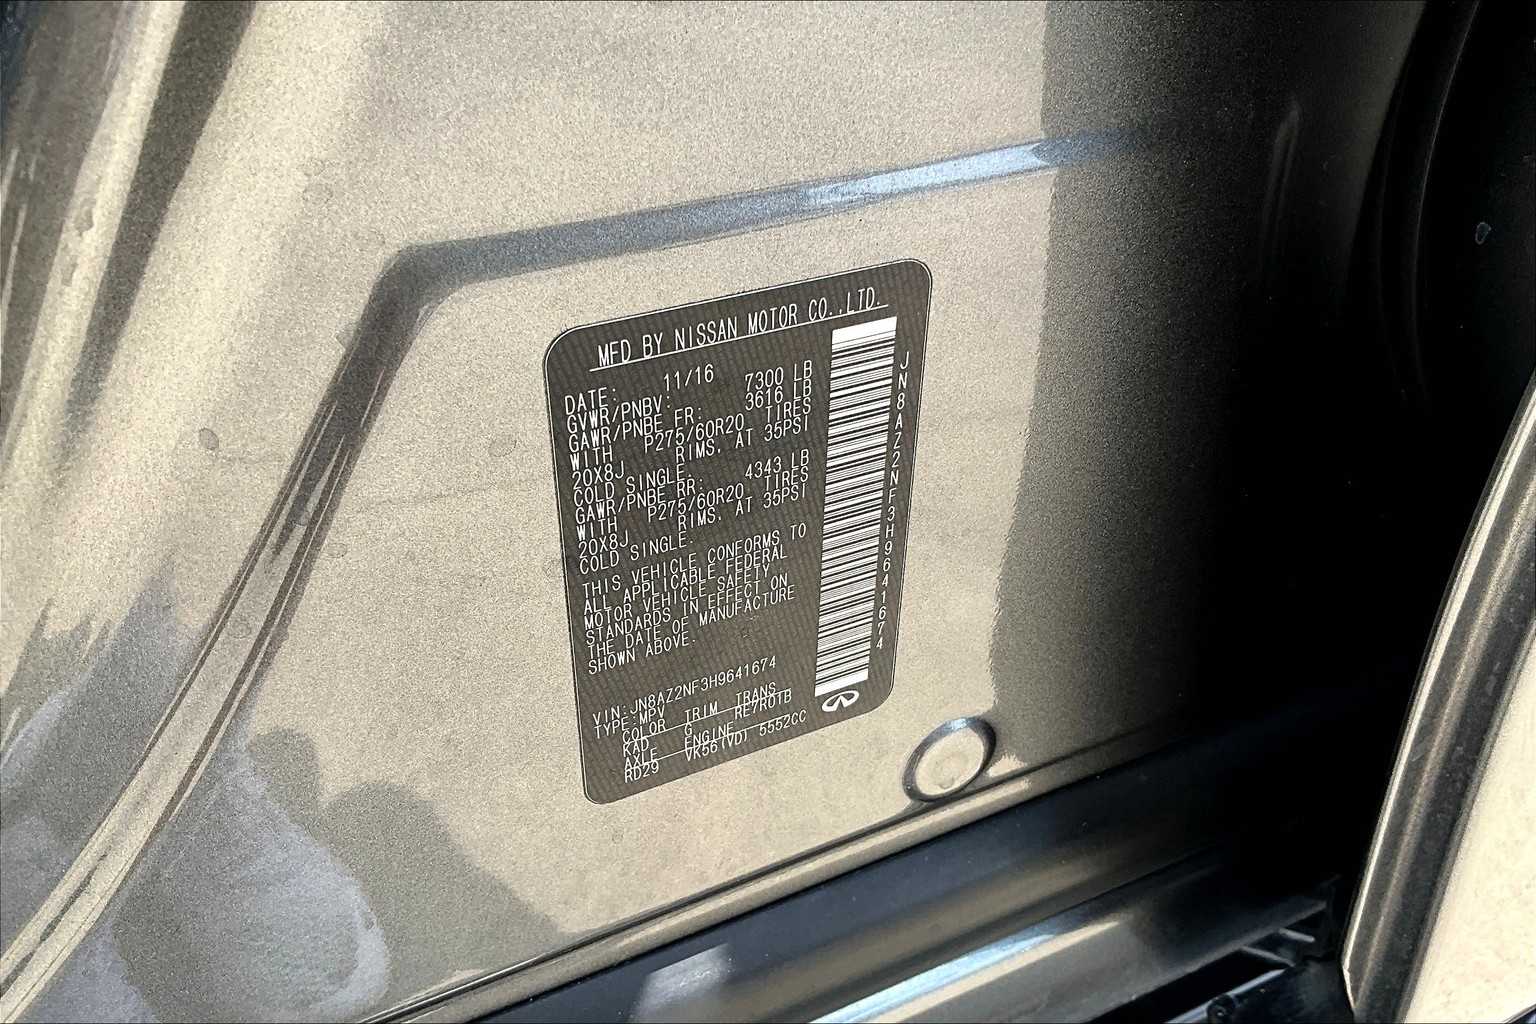 MFD BY NISSAN MOTOR CO.,LTD.
DATE: 11/16
GVWR/PNBV: 7300 LB
GAWR/PNBE FR: 3616 LB
WITH P275/60R20 TIRES
20X8J RIMS, AT 35PSI
COLD SINGLE.
GAWR/PNBE RR: 4343 LB
WITH P275/60R20 TIRES
20X8J RIMS, AT 35PSI
COLD SINGLE.
THIS VEHICLE CONFORMS TO
ALL APPLICABLE FEDERAL
MOTOR VEHICLE SAFETY
STANDARDS IN EFFECT ON
THE DATE OF MANUFACTURE
SHOWN ABOVE.
VIN:JN8AZ2NF3H9641674
TYPE:MPV
COLOR TRIM TRANS
KAD G RE7R01B
AXLE ENGINE
RD29 VK56(VD) 5552CC
JN8AZ2NF3H9641674